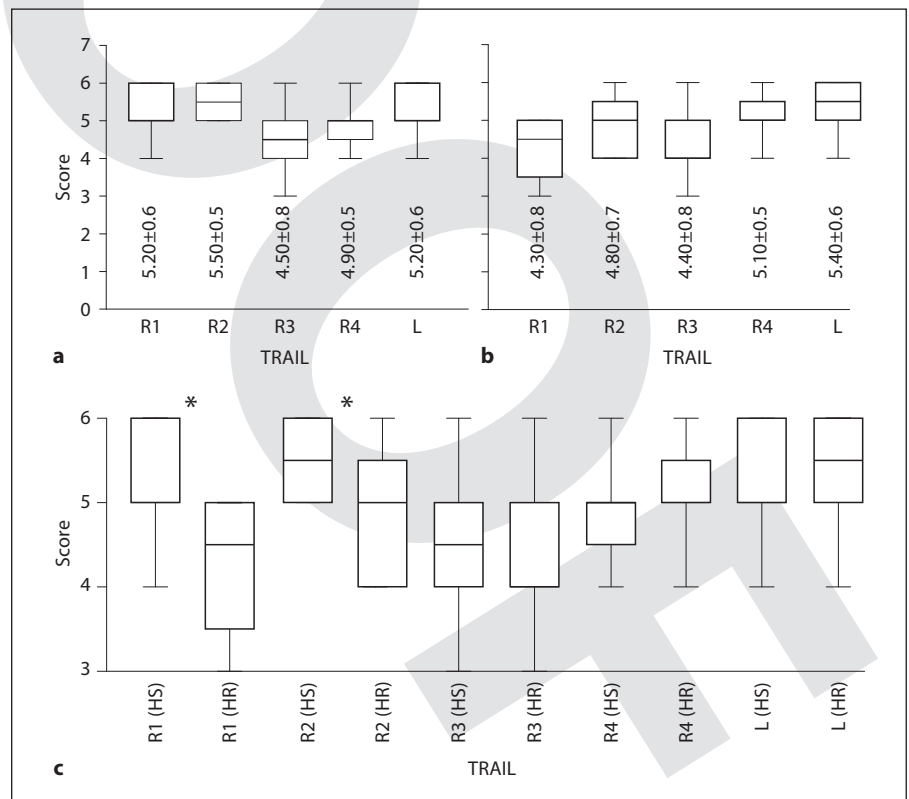 7
6
5
4
3
2
1
0
Score
5.20±0.6
5.50±0.5
4.50±0.8
4.90±0.5
5.20±0.6
R1 R2 R3 R4 L
a
TRAIL
4.30±0.8
4.80±0.7
4.40±0.8
5.10±0.5
5.40±0.6
R1 R2 R3 R4 L
b
TRAIL
* *
6
5
4
3
Score
R1 (HS)
R1 (HR)
R2 (HS)
R2 (HR)
R3 (HS)
R3 (HR)
R4 (HS)
R4 (HR)
L (HS)
L (HR)
c
TRAIL